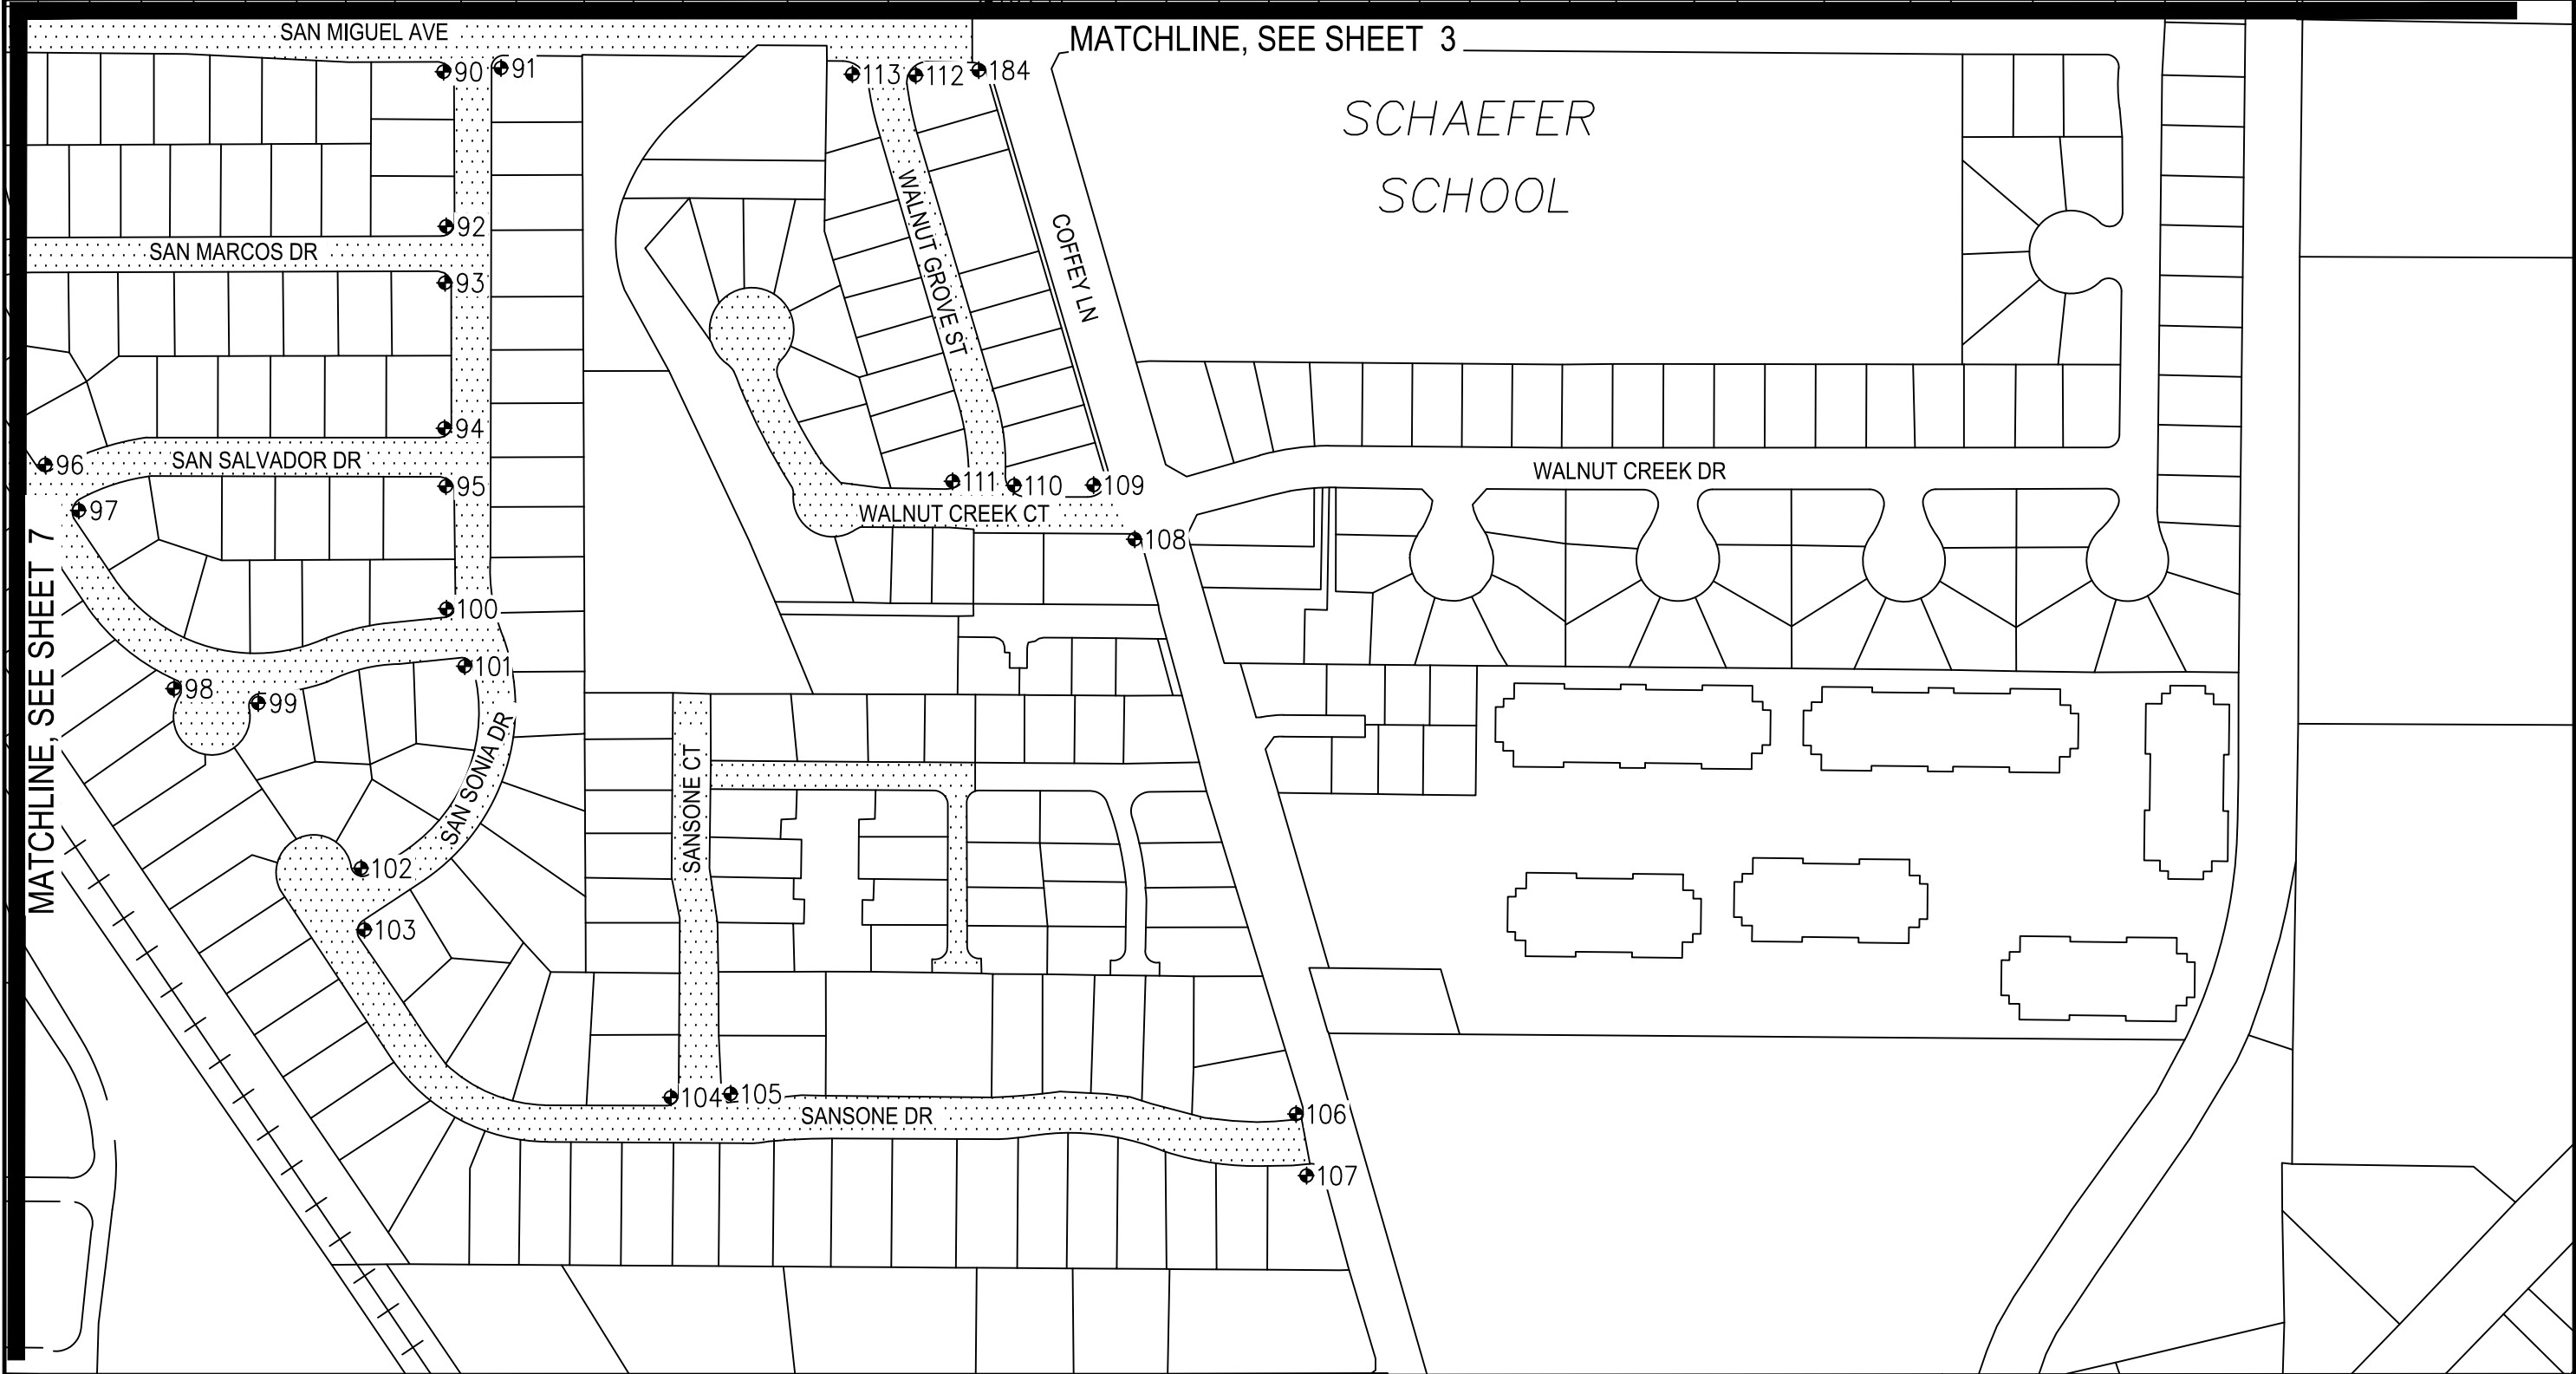 SAN MIGUEL AVE
MATCHLINE, SEE SHEET 3
90
91
113
112
184
SCHAEFER
SCHOOL
92
SAN MARCOS DR
93
WALNUT GROVE ST
COFFEY LN
94
SAN SALVADOR DR
96
95
97
111
110
109
WALNUT CREEK DR
WALNUT CREEK CT
108
MATCHLINE, SEE SHEET 7
100
101
98
99
SAN SONIA DR
SANSONE CT
102
103
104
105
SANSONE DR
106
107